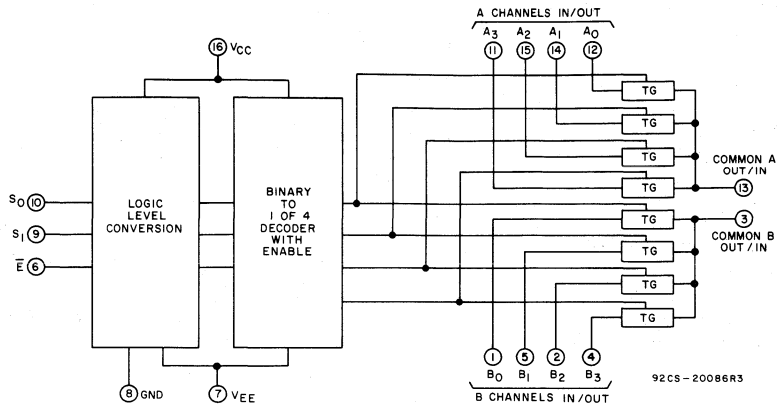 A CHANNELS IN/OUT
A3 A2 A1 A0
11 15 14 12
16 VCC
TG
TG
TG
TG
COMMON A
OUT/IN
13
LOGIC
LEVEL
CONVERSION
BINARY
TO
1 OF 4
DECODER
WITH
ENABLE
S0 10
S1 9
E̅ 6
TG
TG
TG
TG
3
COMMON B
OUT/IN
8 GND
7 VEE
1 5 2 4
B0 B1 B2 B3
B CHANNELS IN/OUT
92CS-20086R3